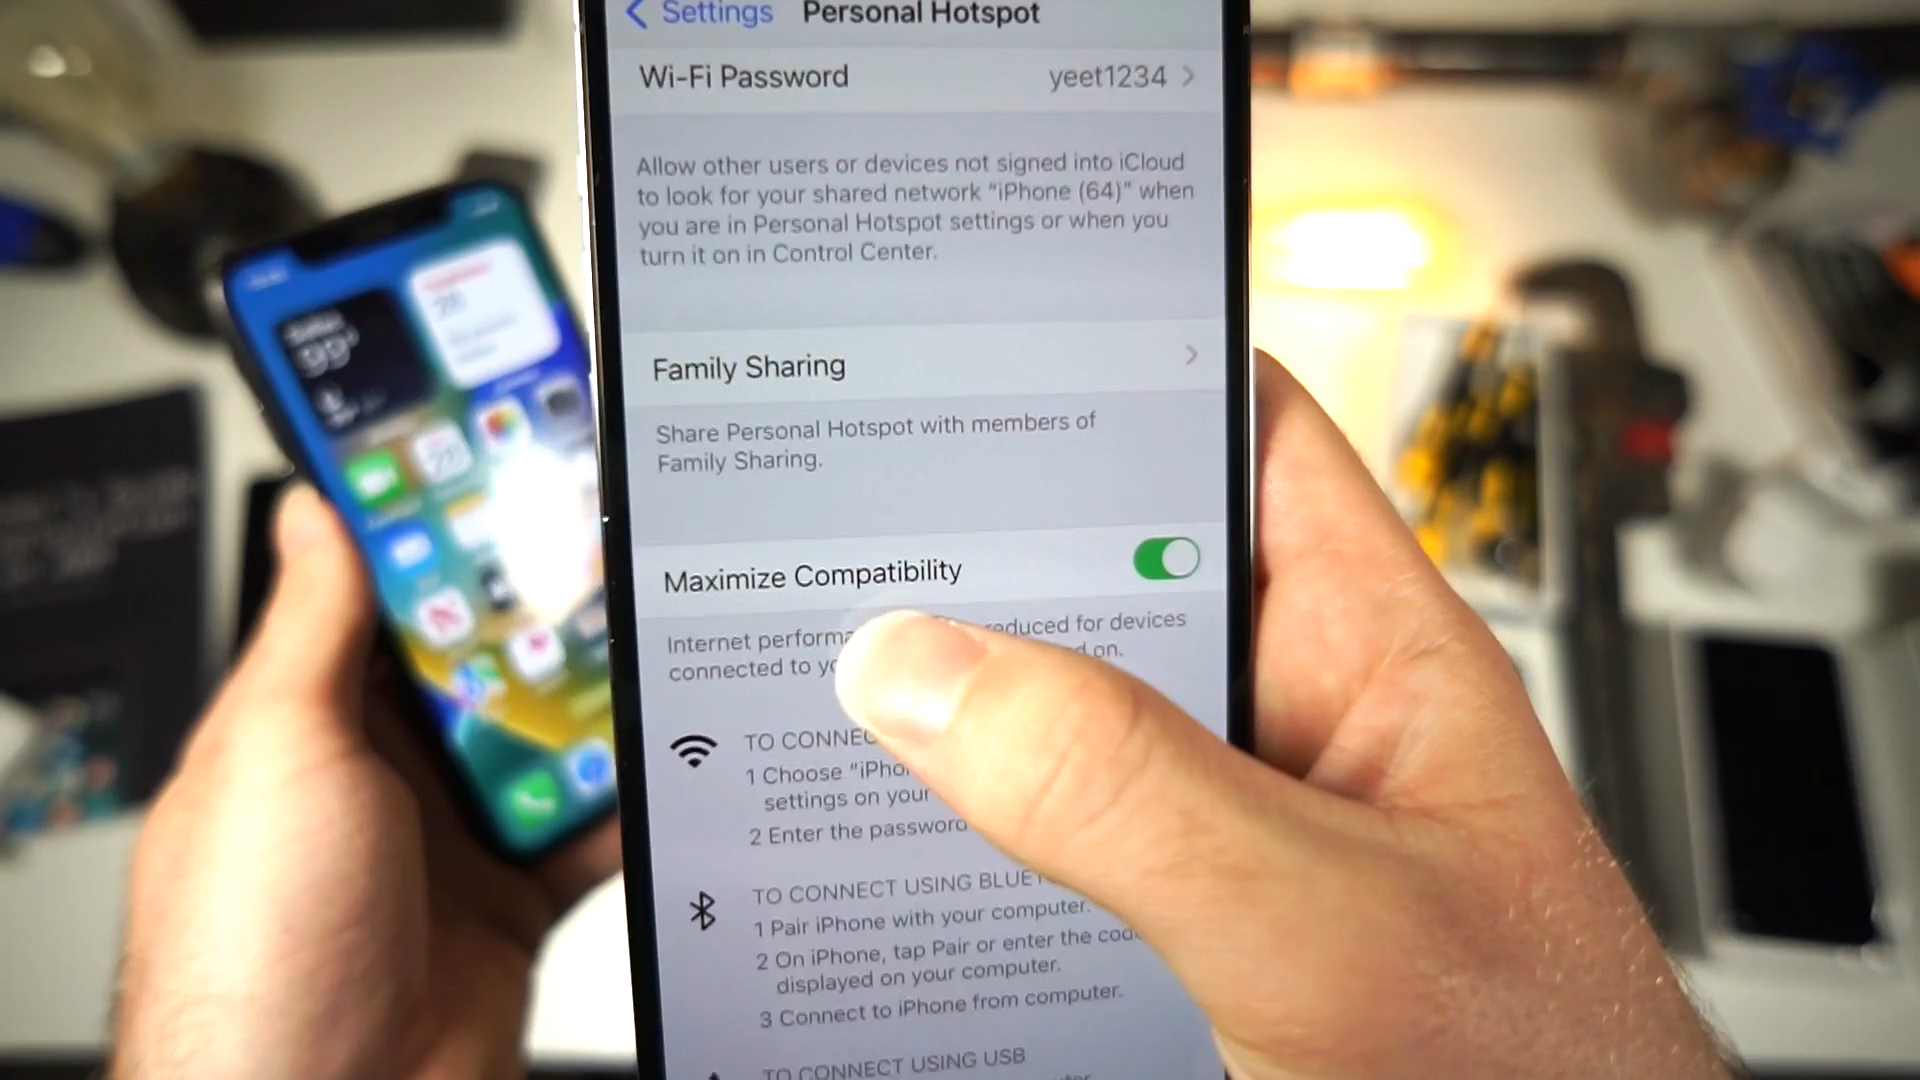 Settings Personal Hotspot
Wi-Fi Password yeet1234
Allow other users or devices not signed into iCloud
to look for your shared network “iPhone (64)” when
you are in Personal Hotspot settings or when you
turn it on in Control Center.
Family Sharing
Share Personal Hotspot with members of
Family Sharing.
Maximize Compatibility
Internet performa educed for devices
connected to yo d on.
TO CONNEC
1 Choose “iPho
settings on your
2 Enter the password
TO CONNECT USING BLUET
1 Pair iPhone with your computer.
2 On iPhone, tap Pair or enter the code
displayed on your computer.
3 Connect to iPhone from computer.
TO CONNECT USING USB